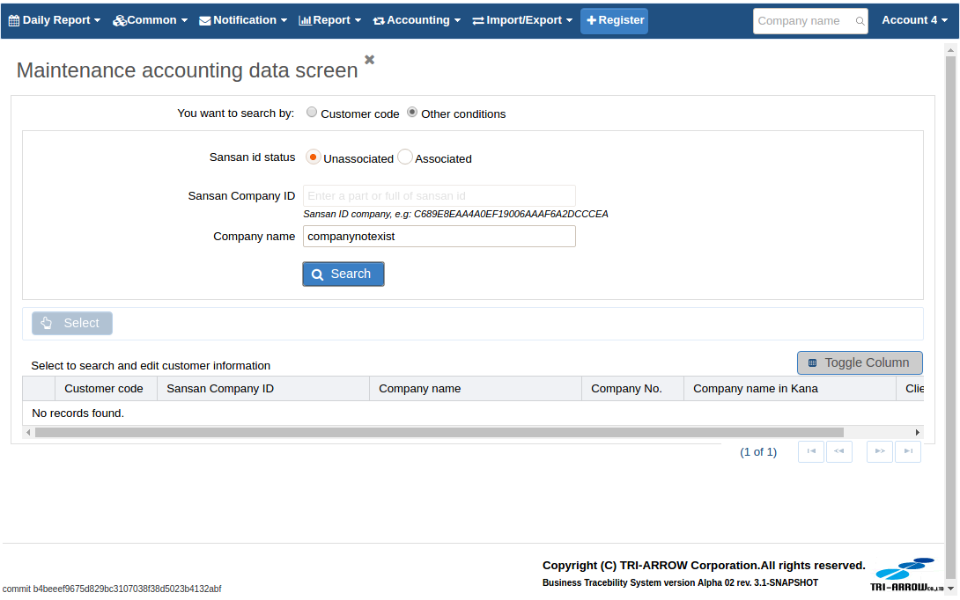 Daily Report Common Notification Report Accounting Import/Export Register Company name Account 4
Maintenance accounting data screen
You want to search by: Customer code Other conditions
Sansan id status Unassociated Associated
Sansan Company ID Enter a part or full of sansan id
Sansan ID company, e.g: C689E8EAA4A0EF19006AAAF6A2DCCCEA
Company name companynotexist
Search
Select
Select to search and edit customer information Toggle Column
Customer code Sansan Company ID Company name Company No. Company name in Kana Clie
No records found.
(1 of 1)
Copyright (C) TRI-ARROW Corporation.All rights reserved.
Business Tracebility System version Alpha 02 rev. 3.1-SNAPSHOT
TRI-ARROW CO.,LTD
commit b4beeef9675d829bc3107038f38d5023b4132abf